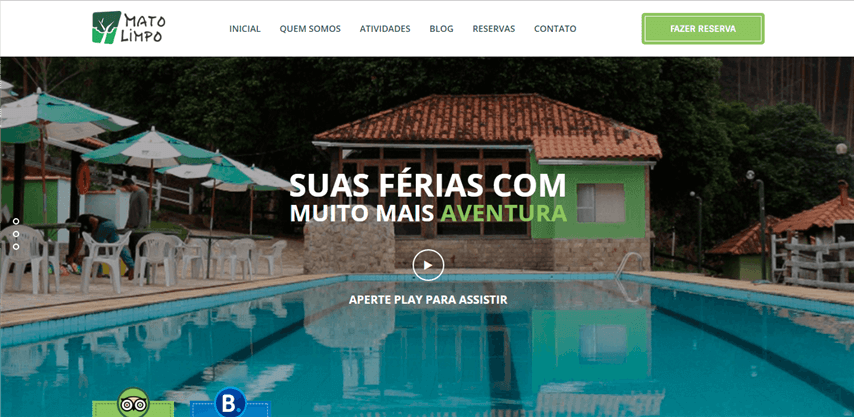 MATO
LIMPO
INICIAL
QUEM SOMOS
ATIVIDADES
BLOG
RESERVAS
CONTATO
FAZER RESERVA
SUAS FÉRIAS COM
MUITO MAIS AVENTURA
APERTE PLAY PARA ASSISTIR
B.